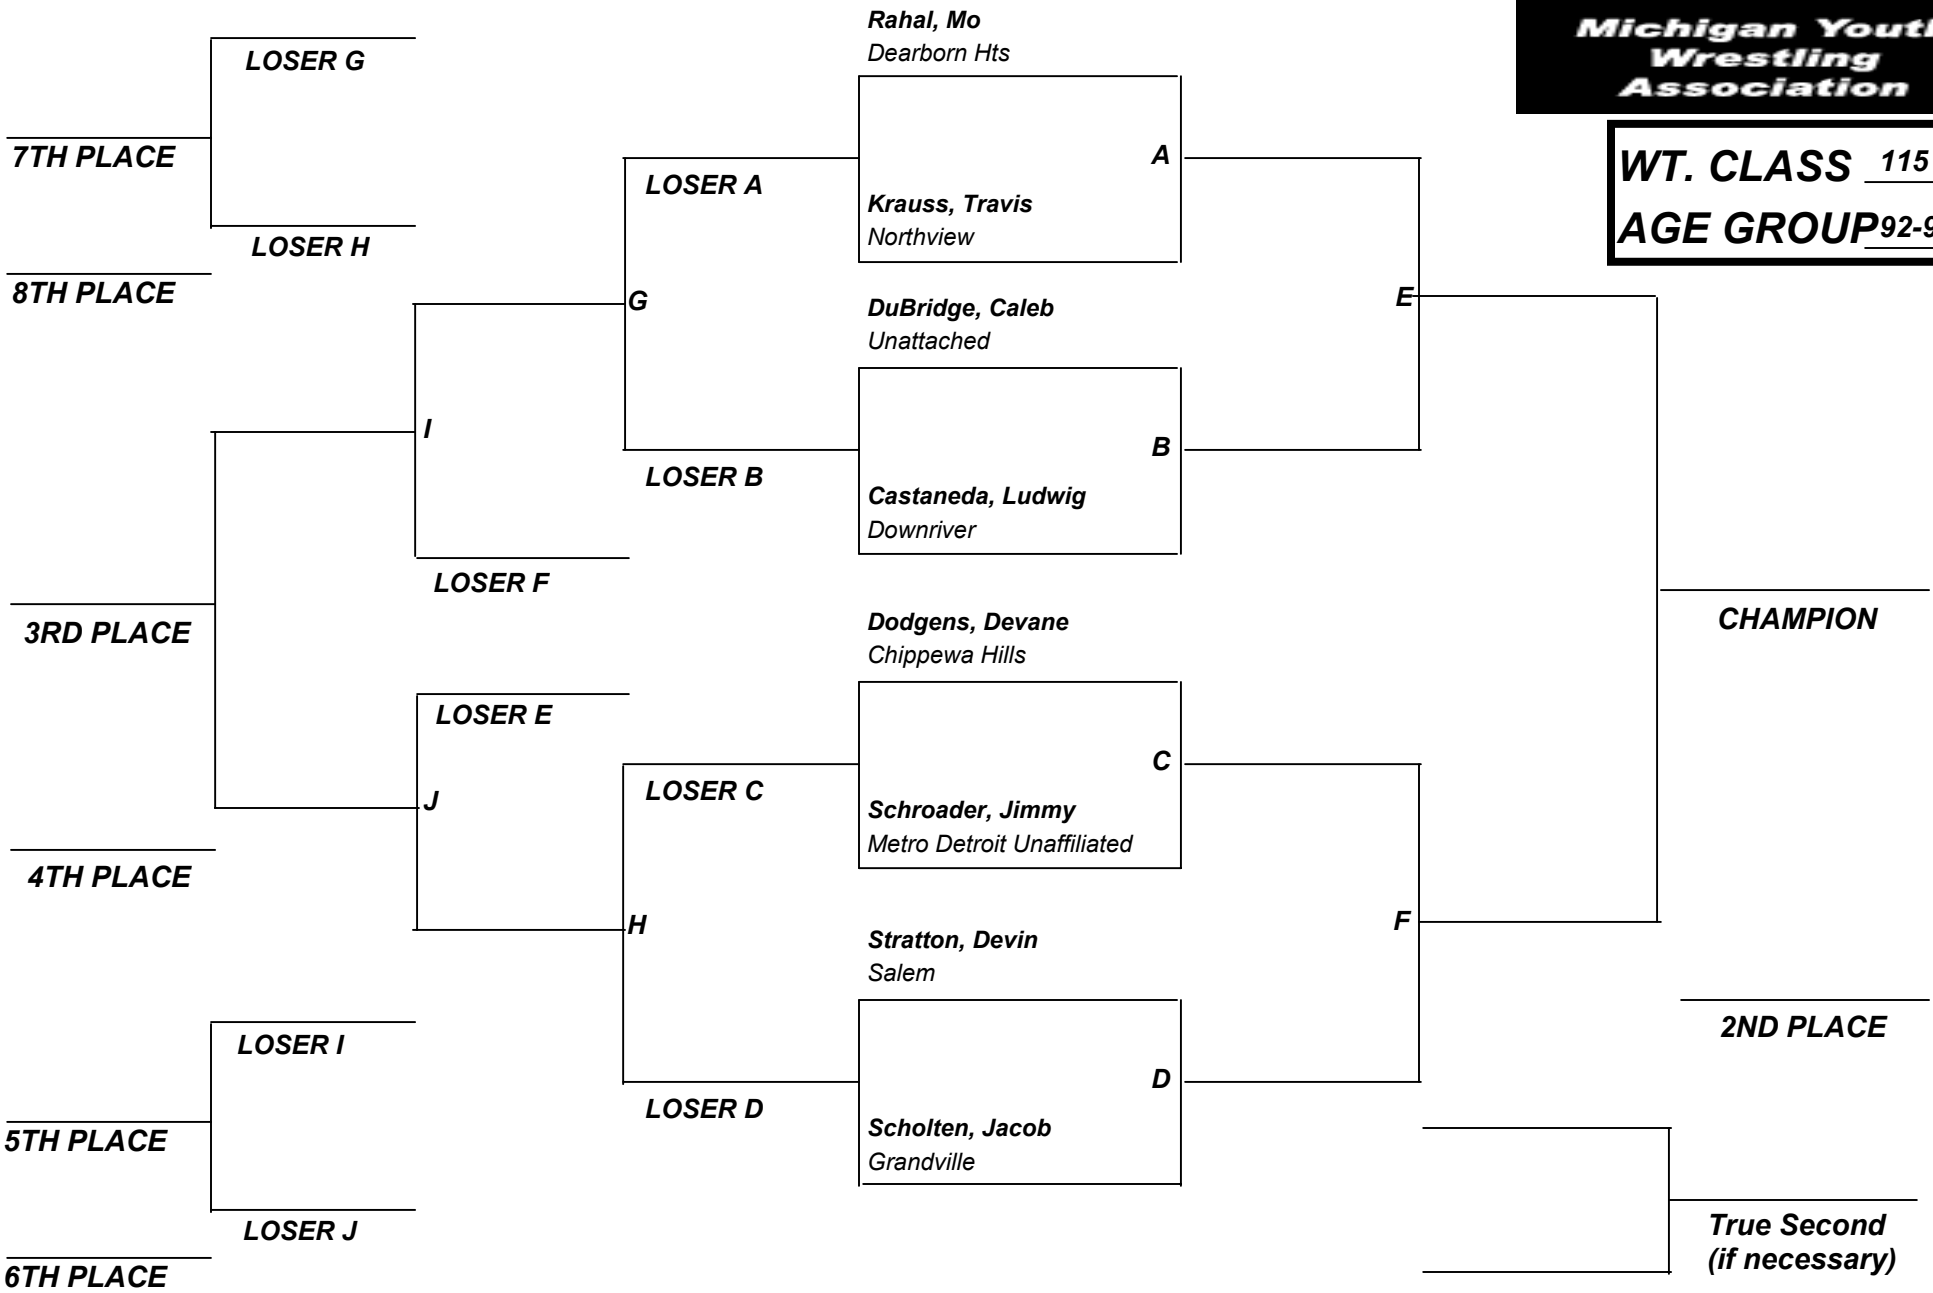 Michigan Youth
Wrestling
Association
WT. CLASS 115
AGE GROUP 92-9
Rahal, Mo
Dearborn Hts
A
Krauss, Travis
Northview
DuBridge, Caleb
Unattached
B
Castaneda, Ludwig
Downriver
Dodgens, Devane
Chippewa Hills
C
Schroader, Jimmy
Metro Detroit Unaffiliated
Stratton, Devin
Salem
D
Scholten, Jacob
Grandville
E
F
CHAMPION
2ND PLACE
True Second
(if necessary)
LOSER A
G
LOSER B
LOSER C
H
LOSER D
I
LOSER F
LOSER E
J
3RD PLACE
4TH PLACE
LOSER G
7TH PLACE
LOSER H
8TH PLACE
LOSER I
5TH PLACE
LOSER J
6TH PLACE